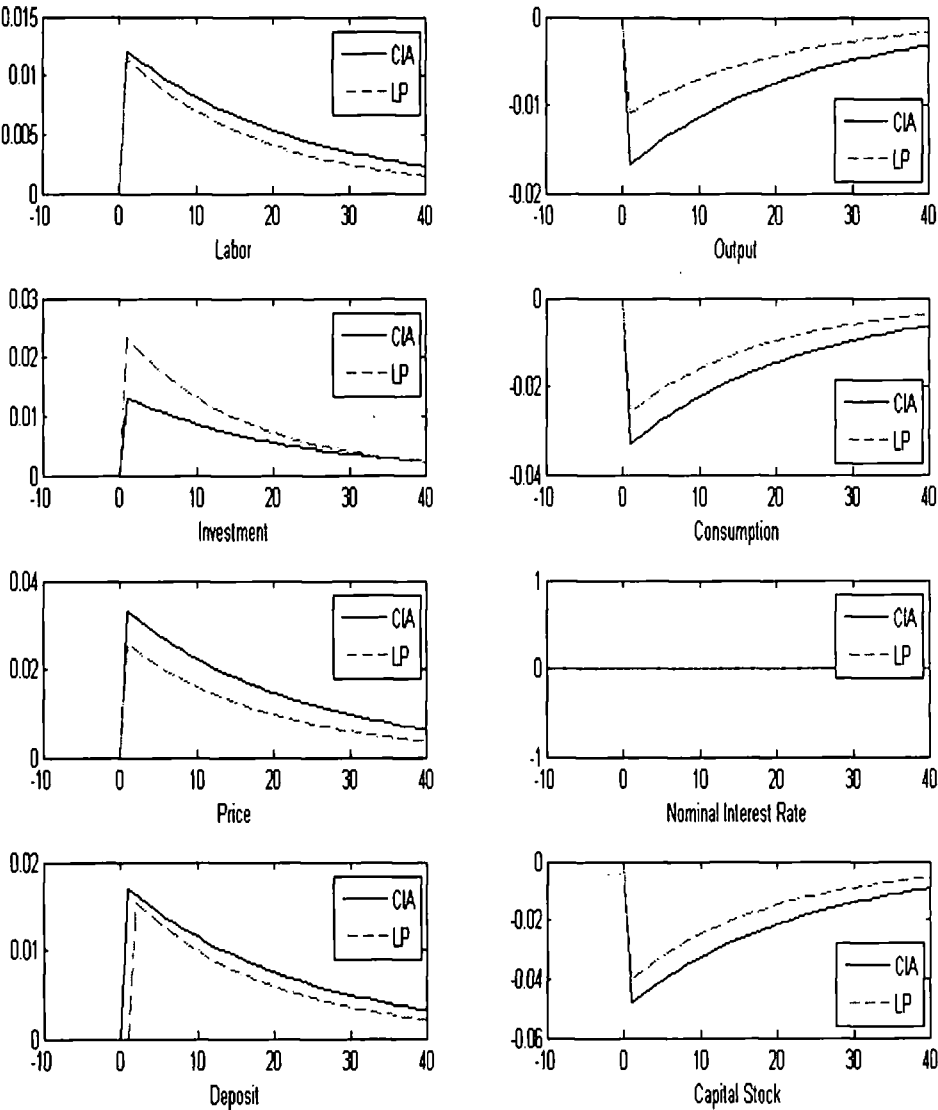 0.015
0.01
0.005
0
-10 0 10 20 30 40
Labor
CIA
LP
0
-0.01
-0.02
-10 0 10 20 30 40
Output
CIA
LP
0.03
0.02
0.01
0
-10 0 10 20 30 40
Investment
CIA
LP
0
-0.02
-0.04
-10 0 10 20 30 40
Consumption
CIA
LP
0.04
0.02
0
-10 0 10 20 30 40
Price
CIA
LP
1
0
-1
-10 0 10 20 30 40
Nominal Interest Rate
CIA
LP
0.02
0.01
0
-10 0 10 20 30 40
Deposit
CIA
LP
0
-0.02
-0.04
-0.06
-10 0 10 20 30 40
Capital Stock
CIA
LP